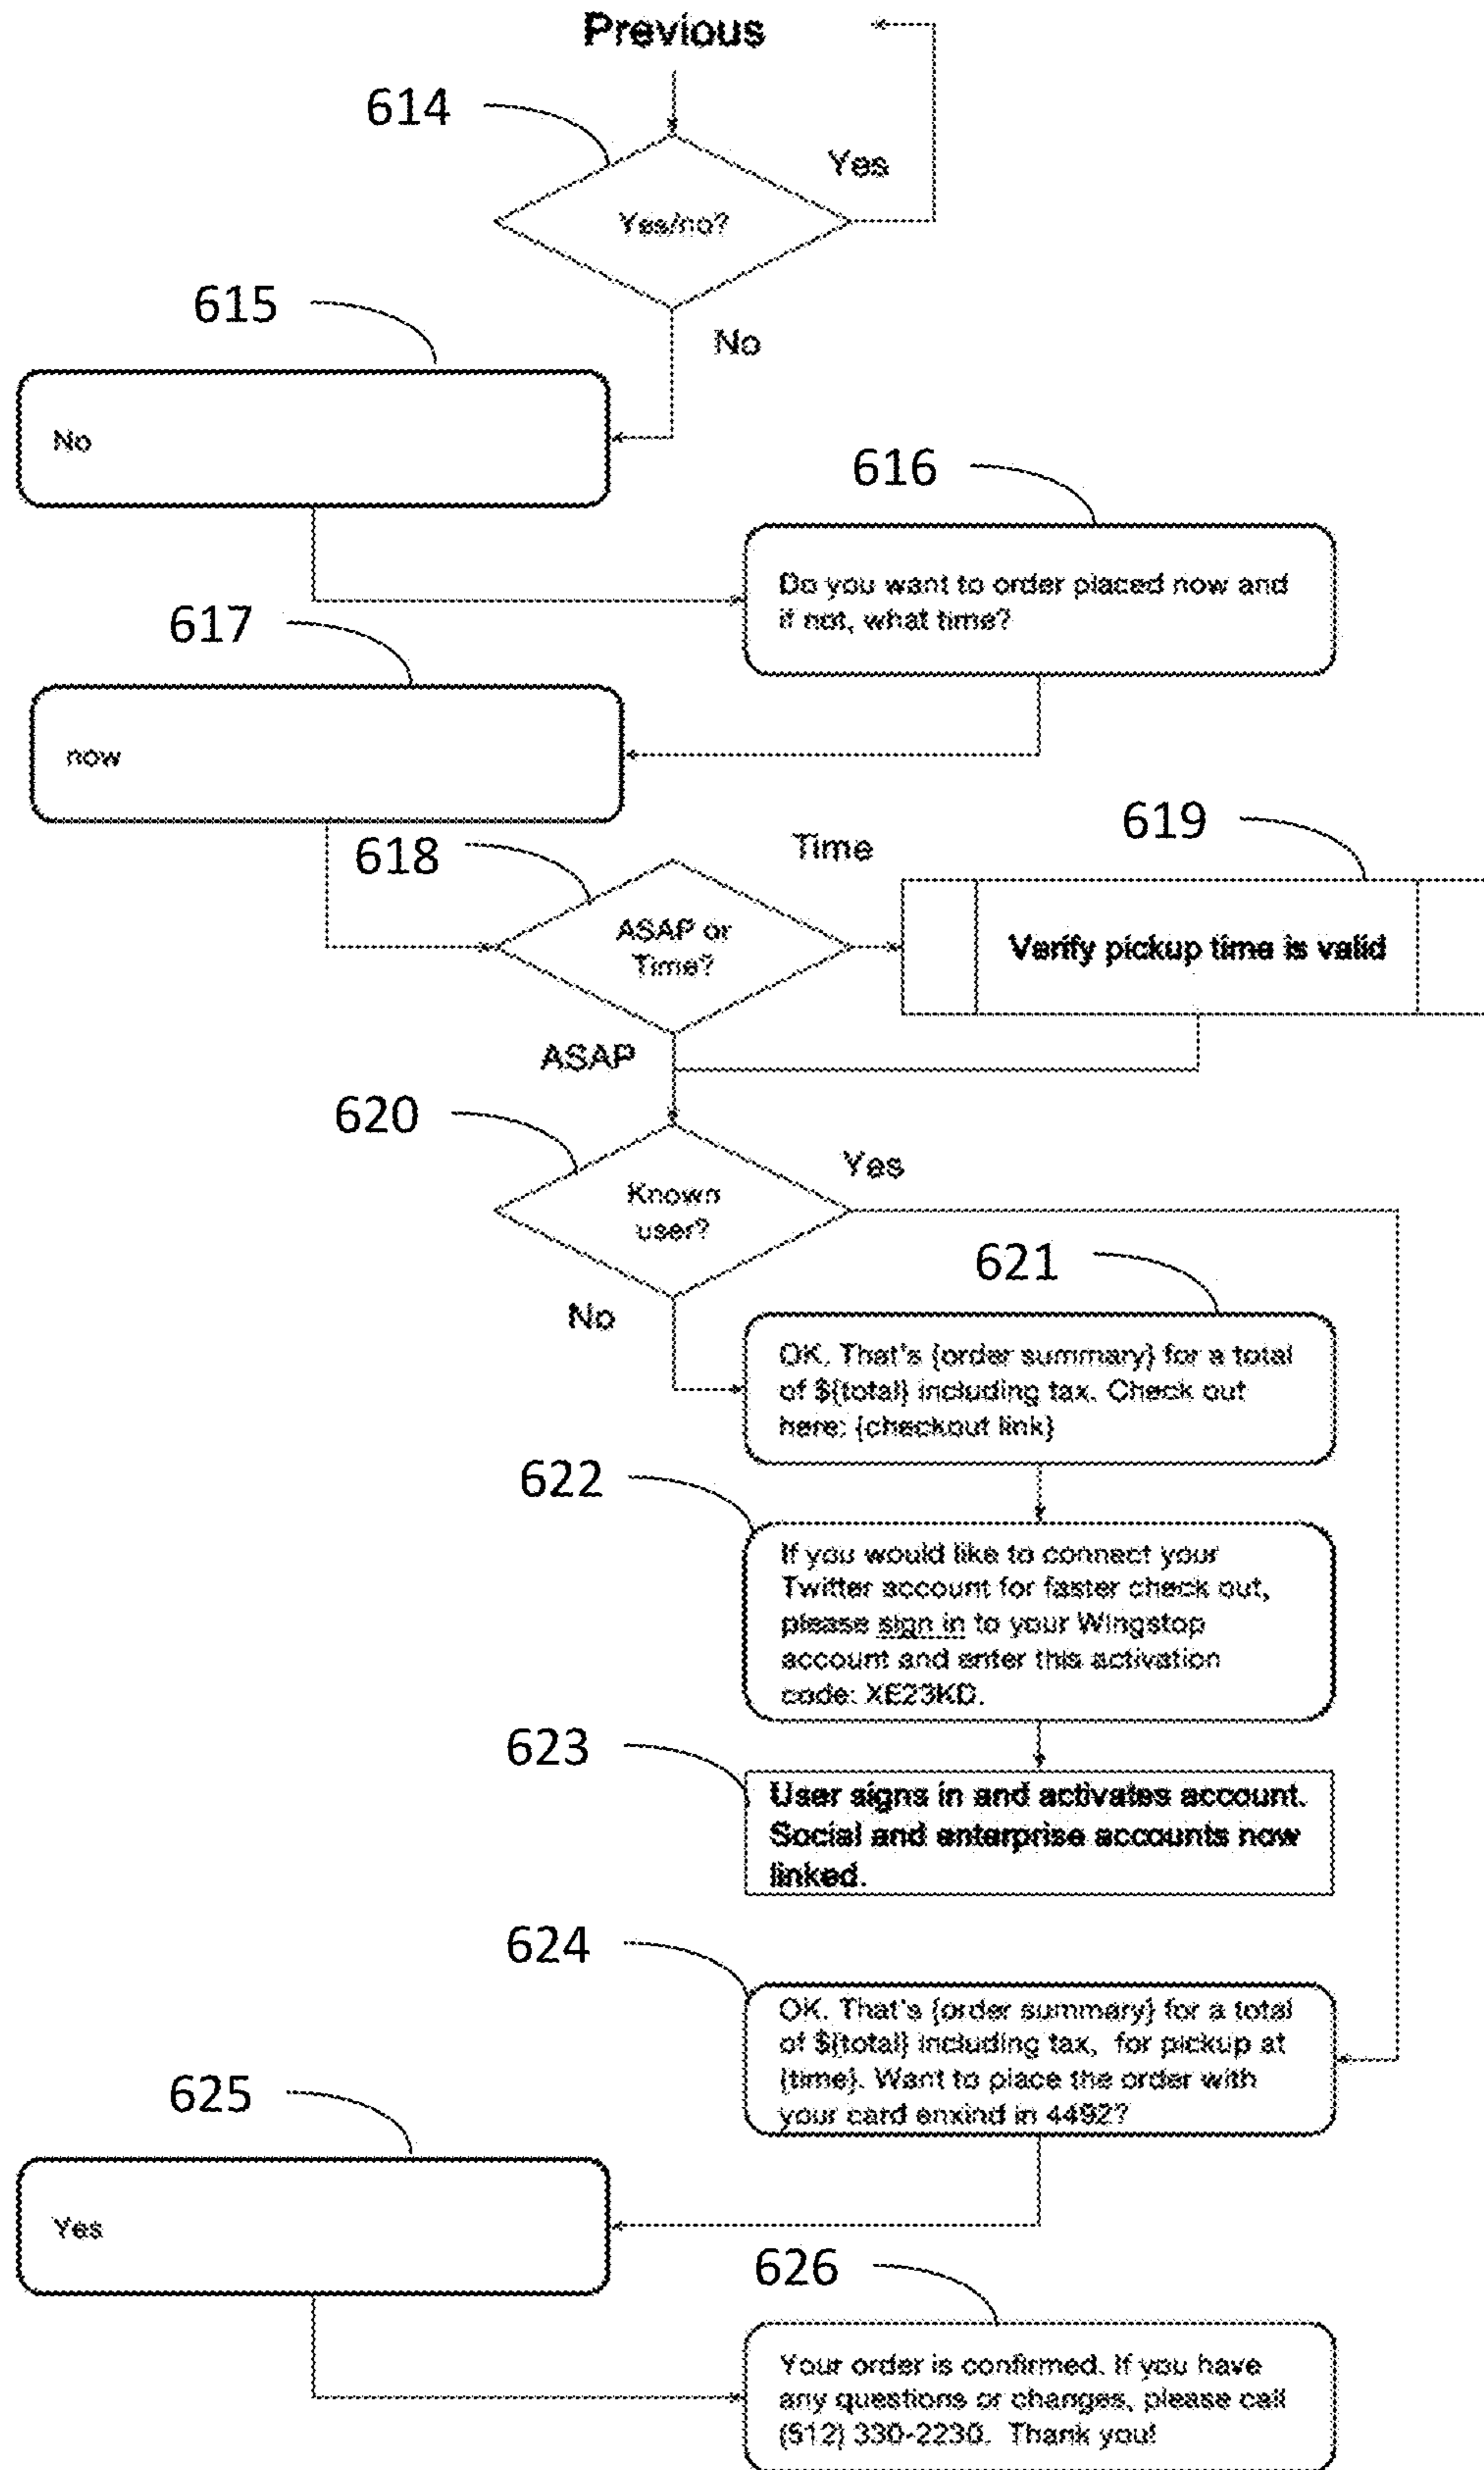 Previous
614
Yes
Yes/no?
615
No
No
616
Do you want to order placed now and
if not, what time?
617
now
618
Time
619
ASAP or
Time?
Verify pickup time is valid
ASAP
620
Yes
Known
user?
621
No
OK. That's {order summary} for a total
of ${total} including tax. Check out
here: {checkout link}
622
If you would like to connect your
Twitter account for faster check out,
please sign in to your Wingstop
account and enter this activation
code: XE23KD.
623
User signs in and activates account.
Social and enterprise accounts now
linked.
624
OK. That's {order summary} for a total
of ${total} including tax,  for pickup at
{time}. Want to place the order with
your card enxind in 4492?
625
Yes
626
Your order is confirmed. If you have
any questions or changes, please call
(512) 330-2230.  Thank you!